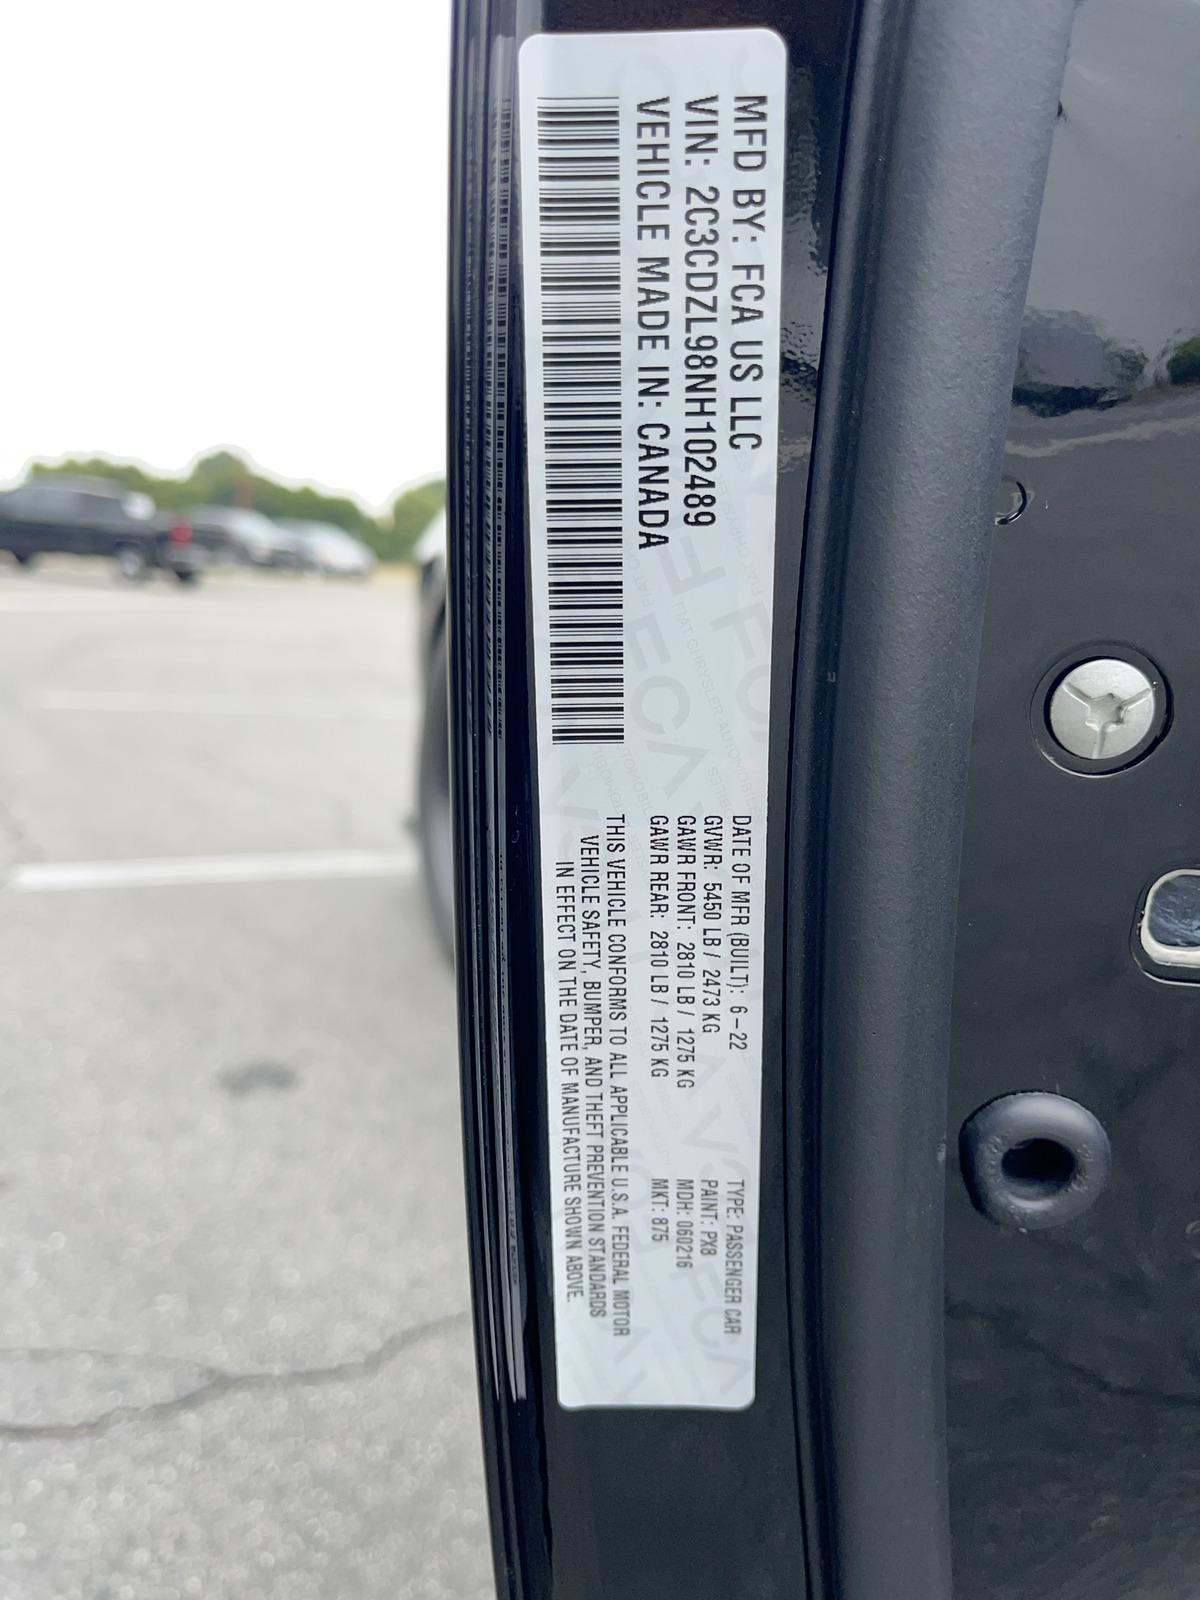 MFD BY: FCA US LLC
VIN: 2C3CDZL98NH102489
VEHICLE MADE IN: CANADA
DATE OF MFR (BUILT): 6-22
GVWR: 5450 LB / 2473 KG
GAWR FRONT: 2810 LB / 1275 KG
GAWR REAR: 2810 LB / 1275 KG
TYPE: PASSENGER CAR
PAINT: PX8
MDH: 060216
MKT: 875
THIS VEHICLE CONFORMS TO ALL APPLICABLE U.S.A. FEDERAL MOTOR
VEHICLE SAFETY, BUMPER, AND THEFT PREVENTION STANDARDS
IN EFFECT ON THE DATE OF MANUFACTURE SHOWN ABOVE.